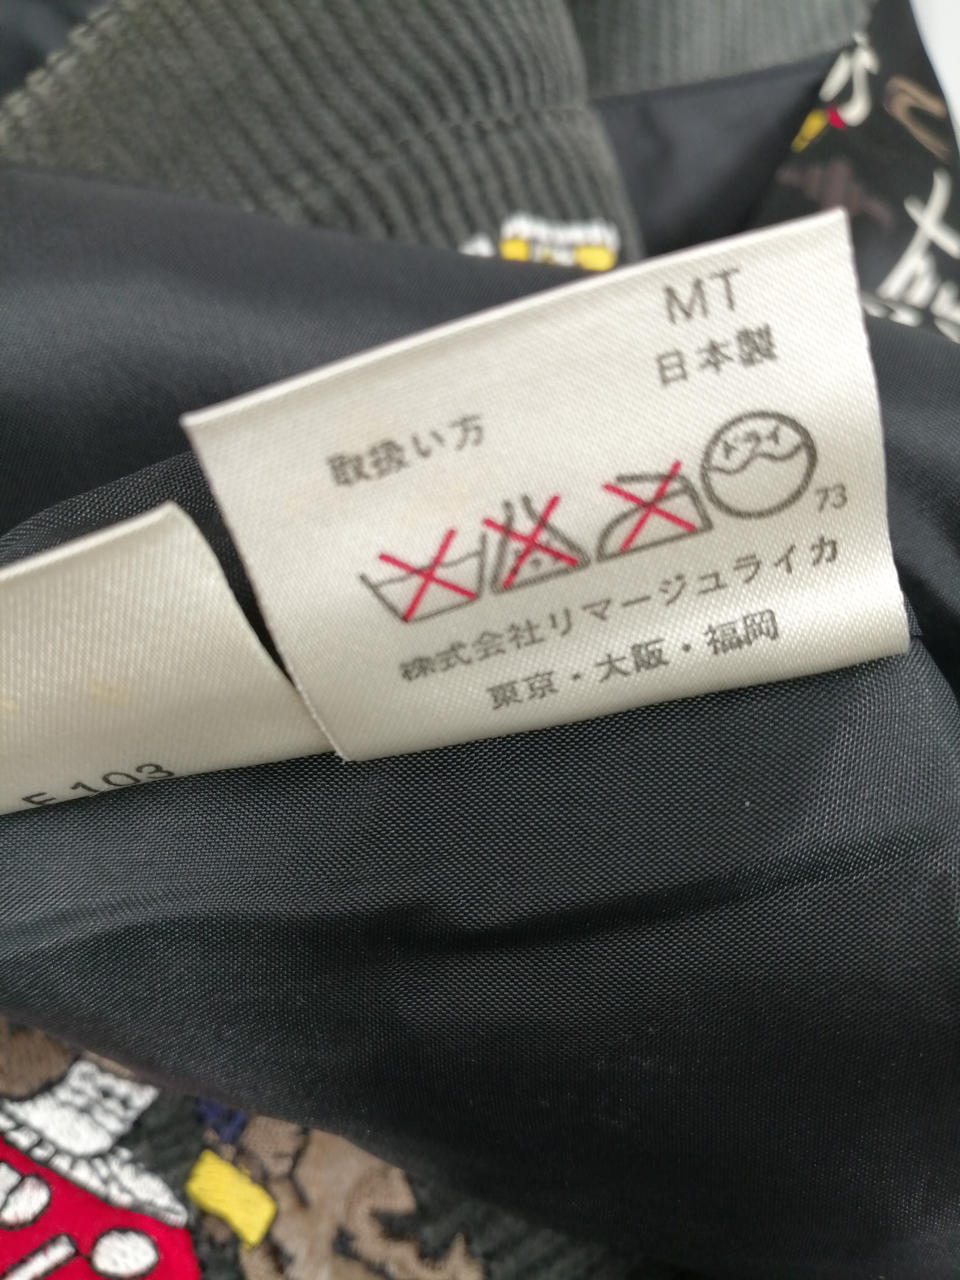 MT
日本製
取扱い方
ドライ
73
株式会社リマージュライカ
東京・大阪・福岡
103